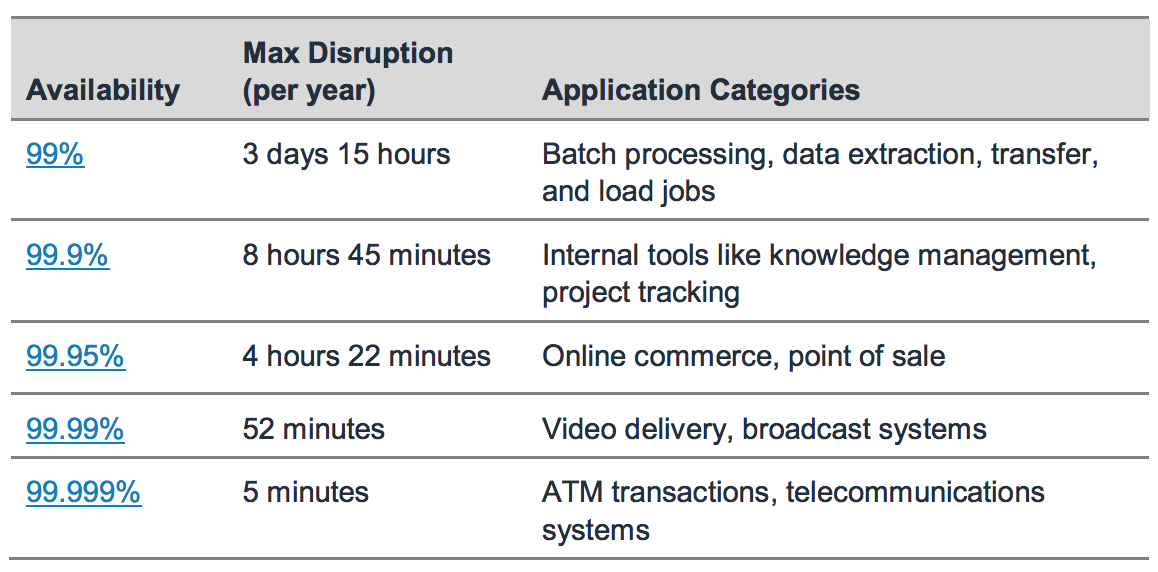 Availability Max Disruption (per year) Application Categories
99% 3 days 15 hours Batch processing, data extraction, transfer,
and load jobs
99.9% 8 hours 45 minutes Internal tools like knowledge management,
project tracking
99.95% 4 hours 22 minutes Online commerce, point of sale
99.99% 52 minutes Video delivery, broadcast systems
99.999% 5 minutes ATM transactions, telecommunications
systems